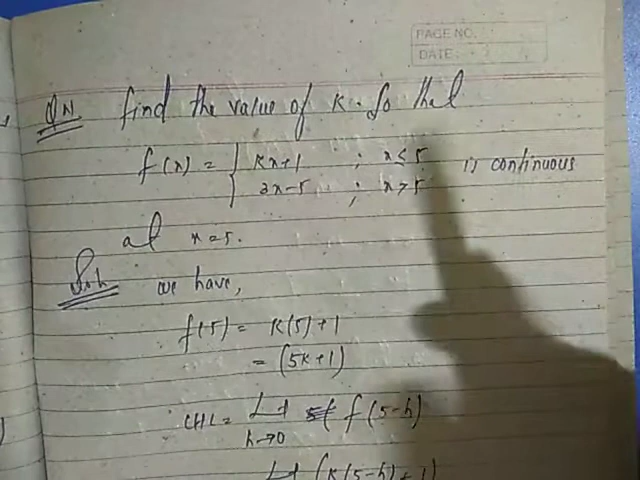 PAGE NO.
DATE:
QN find the value of K. So that
f(x) = { Kx+1 ; x ≤ 5
3x-5 ; x > 5 is continuous
at x=5.
Soln we have,
f(5) = K(5)+1
= (5K+1)
LHL = Lt f(5-h)
h→0
Lt (K(5-h)+1)